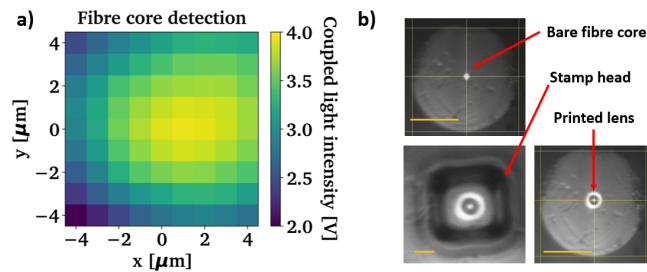 a)
Fibre core detection
4
2
0
−2
−4
y [μm]
−4 −2 0 2 4
x [μm]
4.0
3.5
3.0
2.5
2.0
Coupled light intensity [V]
b)
Bare fibre core
Stamp head
Printed lens